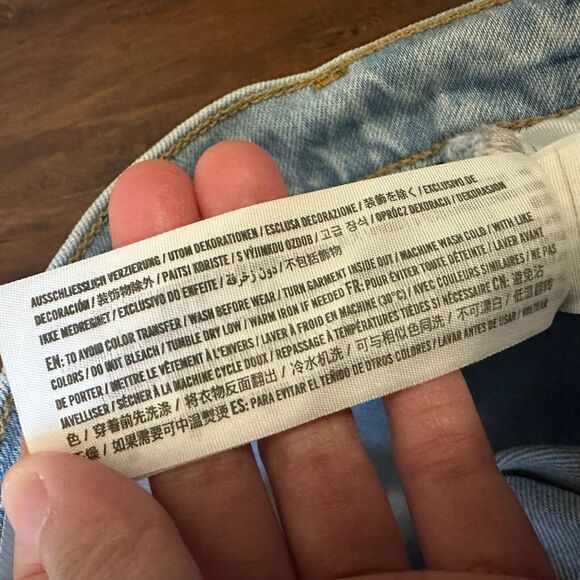 AUSSCHLIESSLICH VERZIERUNG / UTOM DEKORATIONEN / ESCLUSA DECORAZIONE / 装飾を除く / EXCLUSIVO DE
DECORACIÓN / 装饰物除外 / PAITSI KORISTE / S VÝJIMKOU OZDOB / 고급 장식 / OPRÓCZ DEKORACJI / DEKORASION
IKKE MEDREGNET / EXCLUSIVO DO ENFEITE / دون زخرفة / 不包括飾物
EN: TO AVOID COLOR TRANSFER / WASH BEFORE WEAR / TURN GARMENT INSIDE OUT / MACHINE WASH COLD / WITH LIKE
COLORS / DO NOT BLEACH / TUMBLE DRY LOW / WARM IRON IF NEEDED FR: POUR ÉVITER TOUTE DÉTEINTE / LAVER AVANT
DE PORTER / METTRE LE VÊTEMENT À L'ENVERS / LAVER À FROID EN MACHINE (30°C) / AVEC COULEURS SIMILAIRES / NE PAS
JAVELLISER / SÉCHER À LA MACHINE CYCLE DOUX / REPASSAGE À TEMPÉRATURES TIÈDES SI NÉCESSAIRE CN: 避免沾
色 / 穿着前先洗涤 / 将衣物反面翻出 / 冷水机洗 / 可与相似色同洗 / 不可漂白 / 低温翻转
干燥 / 如果需要可中温熨烫 ES: PARA EVITAR EL TEÑIDO DE OTROS COLORES / LAVAR ANTES DE USAR / VOLTEAR